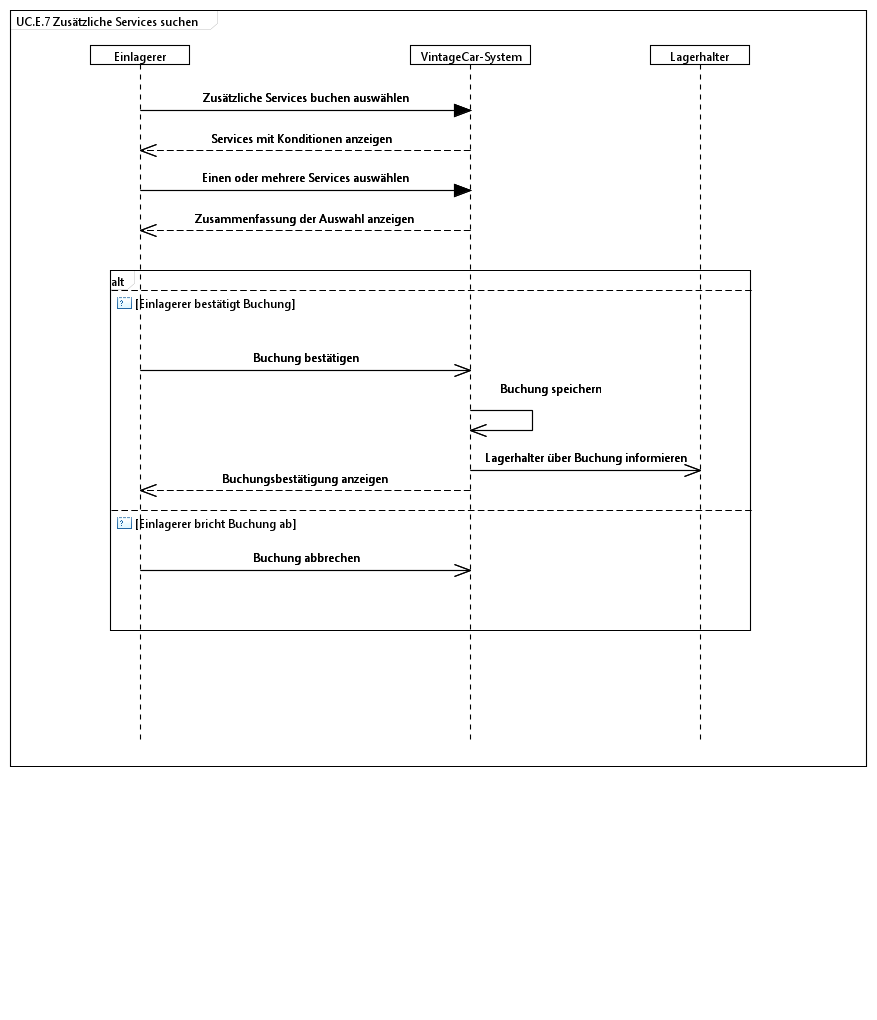 UC.E.7 Zusätzliche Services suchen
Einlagerer
VintageCar-System
Lagerhalter
Zusätzliche Services buchen auswählen
Services mit Konditionen anzeigen
Einen oder mehrere Services auswählen
Zusammenfassung der Auswahl anzeigen
alt
? [Einlagerer bestätigt Buchung]
Buchung bestätigen
Buchung speichern
Lagerhalter über Buchung informieren
Buchungsbestätigung anzeigen
? [Einlagerer bricht Buchung ab]
Buchung abbrechen